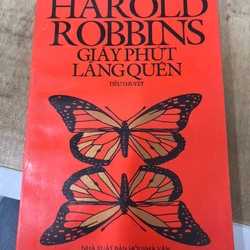 HAROLD
ROBBINS
GIÂY PHÚT
LÃNG QUÊN
TIỂU THUYẾT
NHÀ XUẤT BẢN HỘI NHÀ VĂN